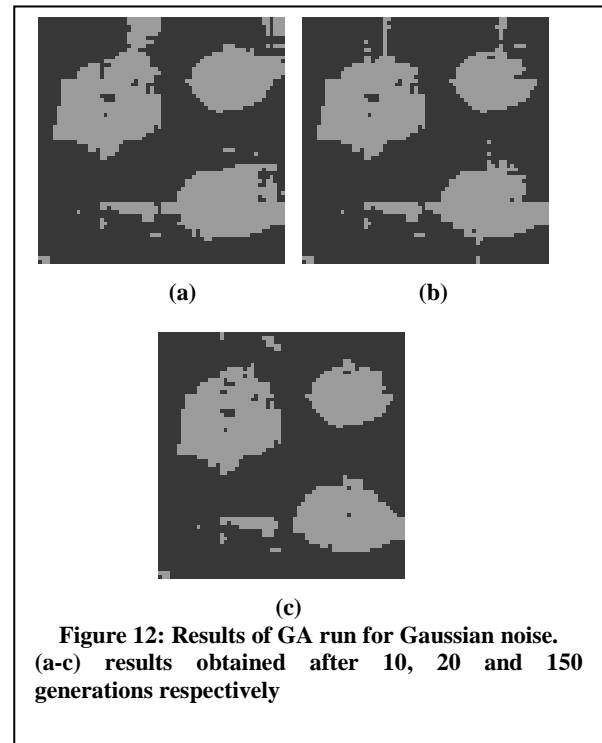 (a) (b)
(c)
Figure 12: Results of GA run for Gaussian noise.
(a-c) results obtained after 10, 20 and 150
generations respectively